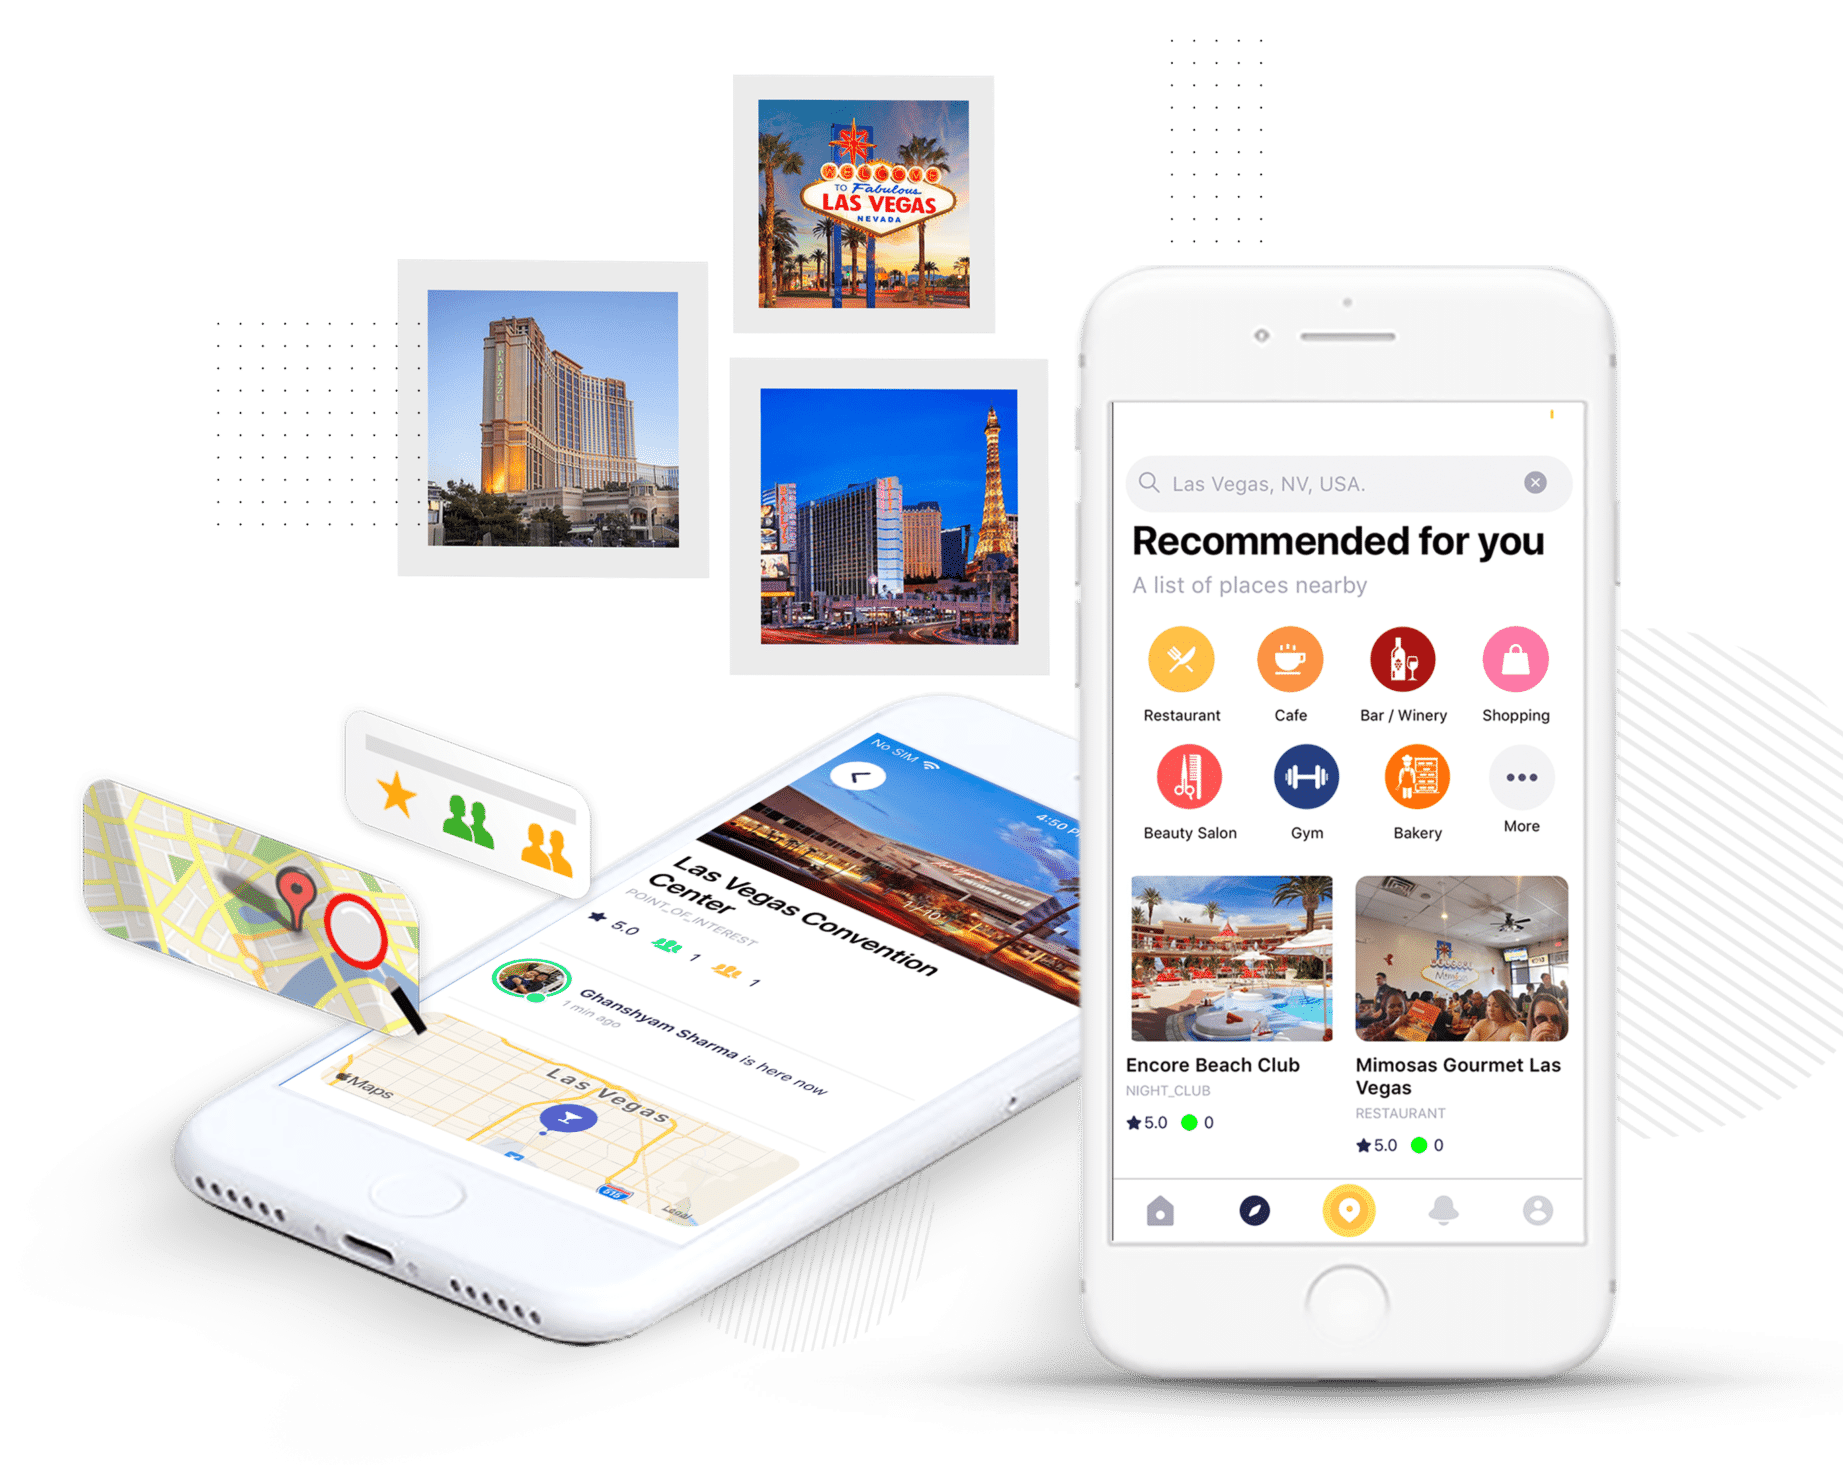 WELCOME
TO Fabulous
LAS VEGAS
NEVADA
PALAZZO
Las Vegas, NV, USA.
Recommended for you
A list of places nearby
Restaurant
Cafe
Bar / Winery
Shopping
Beauty Salon
Gym
Bakery
More
Encore Beach Club
NIGHT_CLUB
5.0 0
Mimosas Gourmet Las
Vegas
RESTAURANT
5.0 0
No SIM
4:50 P
Las Vegas Convention
Center
POINT_OF_INTEREST
5.0 1 1
Ghanshyam Sharma is here now
1 min ago
Maps
Las Vegas
515
Legal